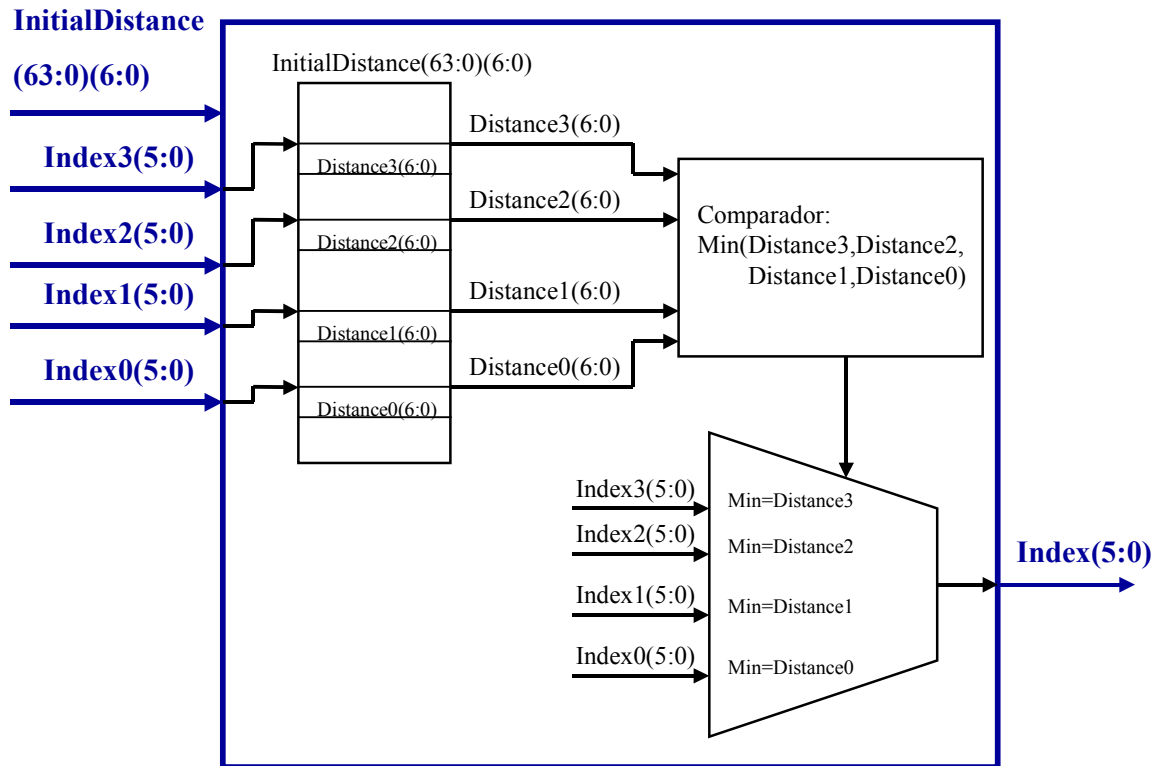 InitialDistance
(63:0)(6:0)
Index3(5:0)
Index2(5:0)
Index1(5:0)
Index0(5:0)
InitialDistance(63:0)(6:0)
Distance3(6:0)
Distance2(6:0)
Distance1(6:0)
Distance0(6:0)
Distance3(6:0)
Distance2(6:0)
Distance1(6:0)
Distance0(6:0)
Comparador:
Min(Distance3,Distance2,
Distance1,Distance0)
Index3(5:0)
Index2(5:0)
Index1(5:0)
Index0(5:0)
Min=Distance3
Min=Distance2
Min=Distance1
Min=Distance0
Index(5:0)